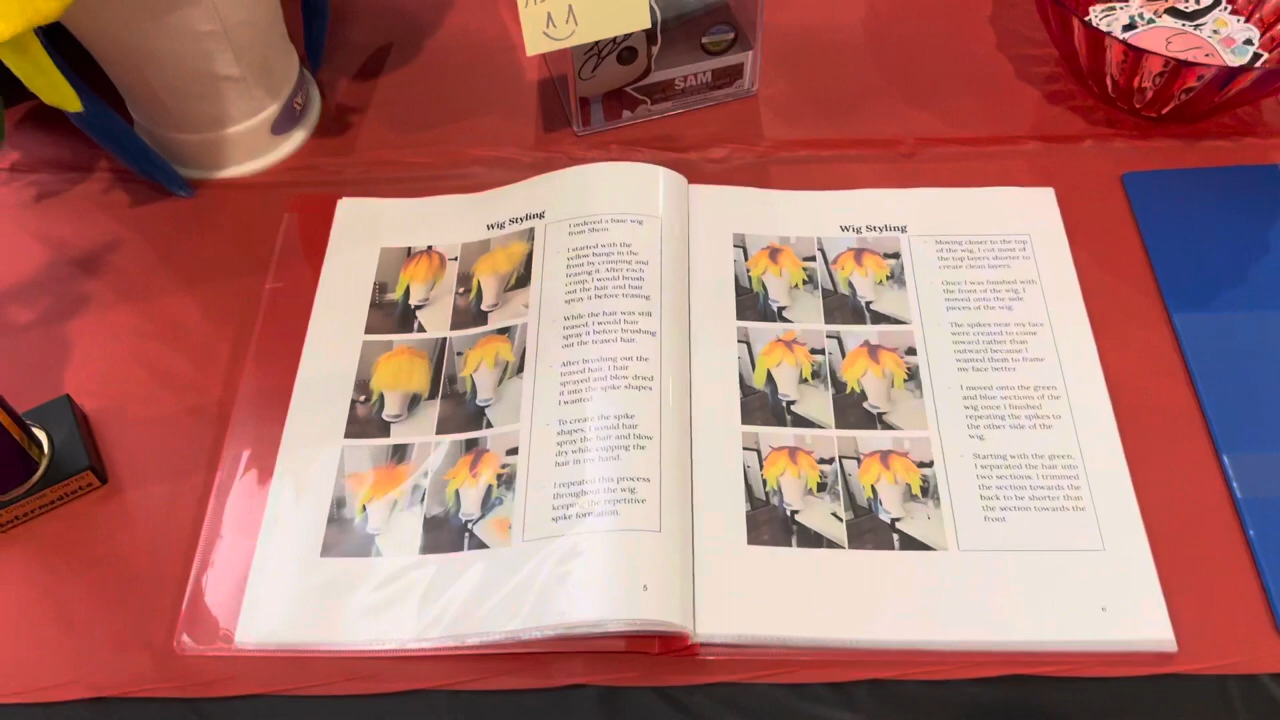 SAM
Wig Styling
I ordered a base wig
from Shein.
I started with the
yellow bangs in the
front by crimping and
teasing it. After each
crimp, I would brush
out the hair and hair
spray it before teasing.
While the hair was still
teased, I would hair
spray it before brushing
out the teased hair.
After brushing out the
teased hair, I hair
sprayed and blow dried
it into the spike shapes
I wanted.
To create the spike
shapes, I would hair
spray the hair and blow
dry while cupping the
hair in my hand.
I repeated this process
throughout the wig,
keeping the repetitive
spike formation.
5
Wig Styling
Moving closer to the top
of the wig, I cut most of
the top layers shorter to
create clean layers.
Once I was finished with
the front of the wig, I
moved onto the side
pieces of the wig.
The spikes near my face
were created to come
inward rather than
outward because I
wanted them to frame
my face better.
I moved onto the green
and blue sections of the
wig once I finished
repeating the spikes to
the other side of the
wig.
Starting with the green,
I separated the hair into
two sections. I trimmed
the section towards the
back to be shorter than
the section towards the
front
6
Costume Contest
Intermediate